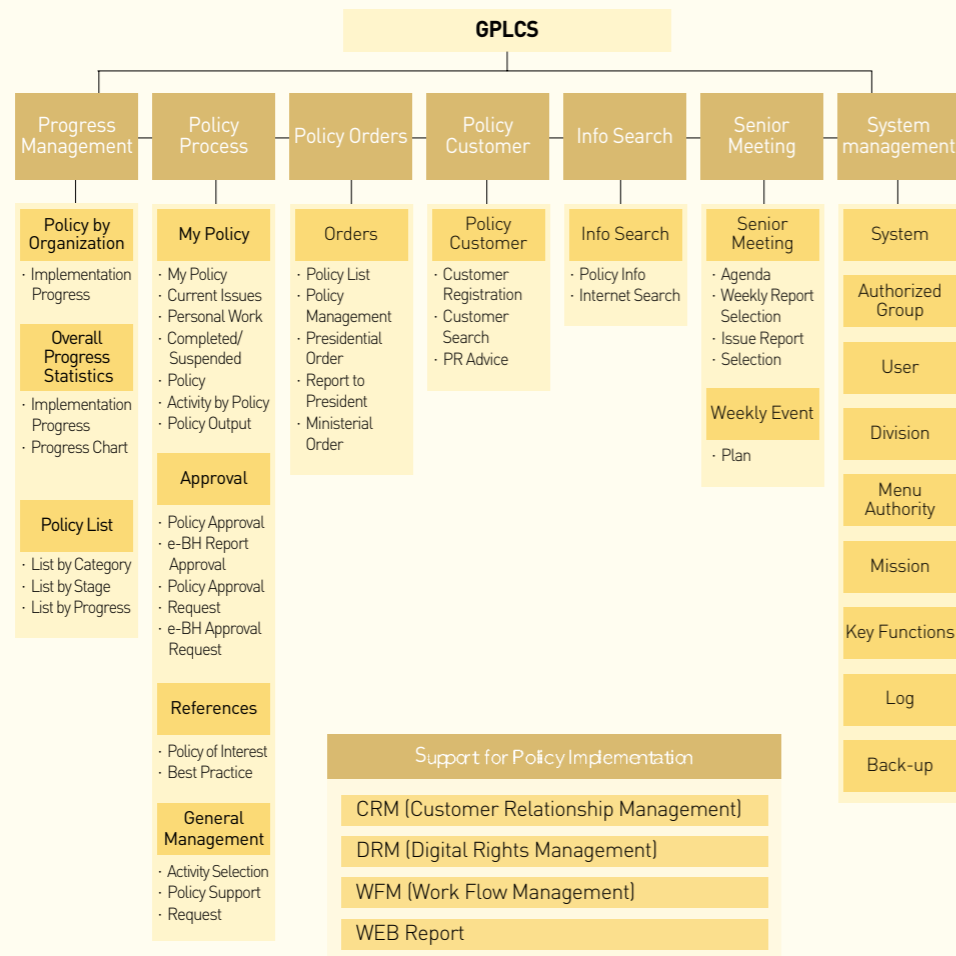 GPLCS
Progress
Management
Policy
Process
Policy Orders
Policy
Customer
Info Search
Senior
Meeting
System
management
Policy by
Organization
· Implementation
Progress
Overall
Progress
Statistics
· Implementation
Progress
· Progress Chart
Policy List
· List by Category
· List by Stage
· List by Progress
My Policy
· My Policy
· Current Issues
· Personal Work
· Completed/
Suspended
· Policy
· Activity by Policy
· Policy Output
Approval
· Policy Approval
· e-BH Report
Approval
· Policy Approval
· Request
· e-BH Approval
Request
References
· Policy of Interest
· Best Practice
General
Management
· Activity Selection
· Policy Support
· Request
Orders
· Policy List
· Policy
Management
· Presidential
Order
· Report to
President
· Ministerial
Order
Policy
Customer
· Customer
Registration
· Customer
Search
· PR Advice
Info Search
· Policy Info
· Internet Search
Senior
Meeting
· Agenda
· Weekly Report
Selection
· Issue Report
· Selection
Weekly Event
· Plan
System
Authorized
Group
User
Division
Menu
Authority
Mission
Key Functions
Log
Back-up
Support for Policy Implementation
CRM (Customer Relationship Management)
DRM (Digital Rights Management)
WFM (Work Flow Management)
WEB Report